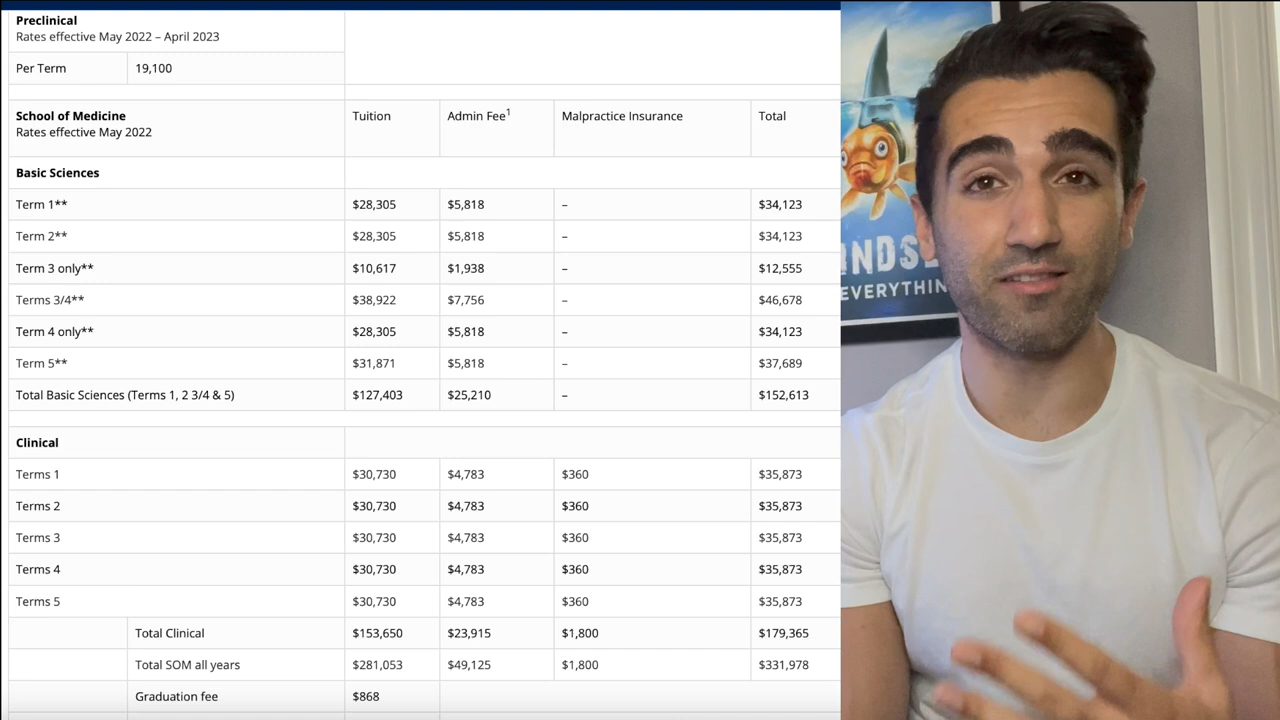 Preclinical
Rates effective May 2022 – April 2023
Per Term 19,100
School of Medicine Tuition Admin Fee1 Malpractice Insurance Total
Rates effective May 2022
Basic Sciences
Term 1** $28,305 $5,818 – $34,123
Term 2** $28,305 $5,818 – $34,123
Term 3 only** $10,617 $1,938 – $12,555
Terms 3/4** $38,922 $7,756 – $46,678
Term 4 only** $28,305 $5,818 – $34,123
Term 5** $31,871 $5,818 – $37,689
Total Basic Sciences (Terms 1, 2 3/4 & 5) $127,403 $25,210 – $152,613
Clinical
Terms 1 $30,730 $4,783 $360 $35,873
Terms 2 $30,730 $4,783 $360 $35,873
Terms 3 $30,730 $4,783 $360 $35,873
Terms 4 $30,730 $4,783 $360 $35,873
Terms 5 $30,730 $4,783 $360 $35,873
Total Clinical $153,650 $23,915 $1,800 $179,365
Total SOM all years $281,053 $49,125 $1,800 $331,978
Graduation fee $868